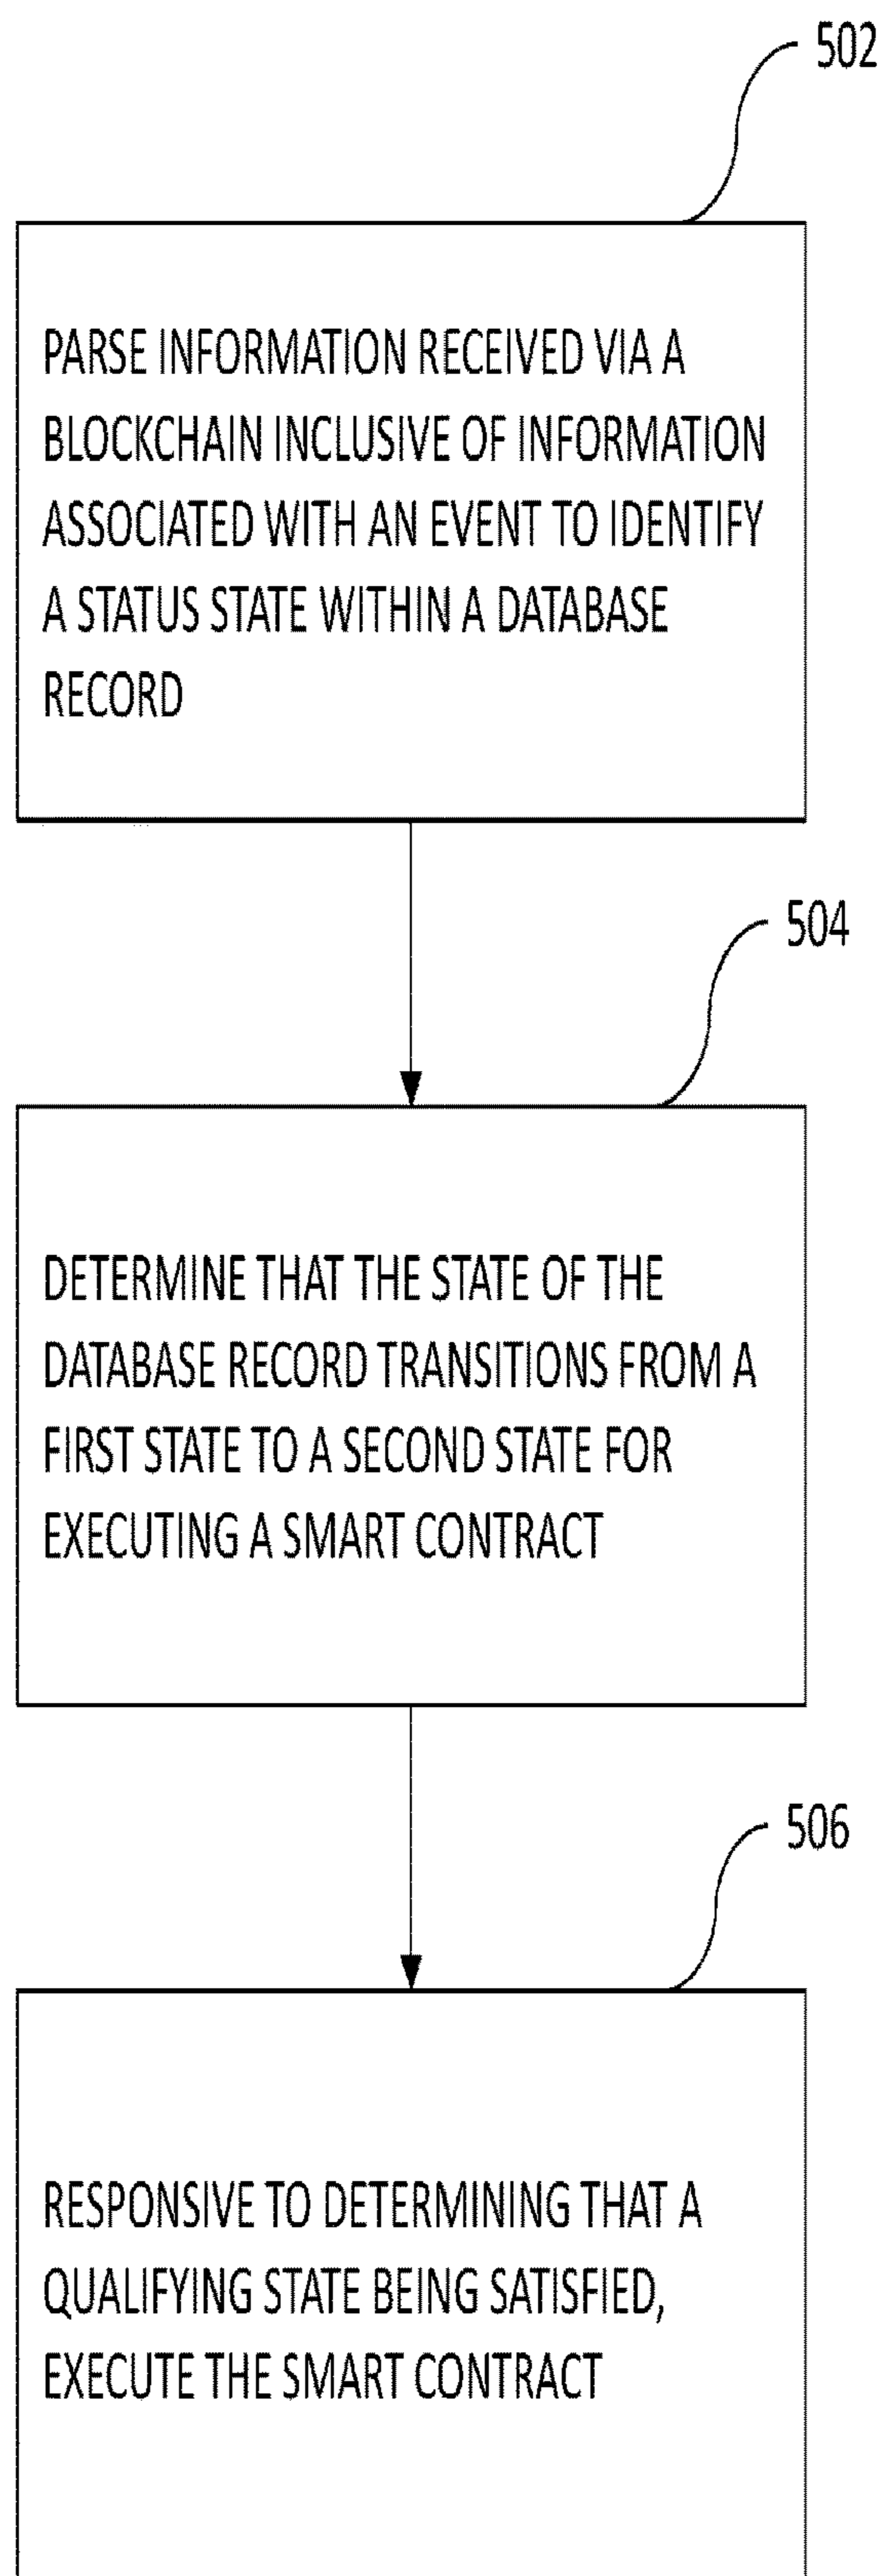 502
PARSE INFORMATION RECEIVED VIA A
BLOCKCHAIN INCLUSIVE OF INFORMATION
ASSOCIATED WITH AN EVENT TO IDENTIFY
A STATUS STATE WITHIN A DATABASE
RECORD
504
DETERMINE THAT THE STATE OF THE
DATABASE RECORD TRANSITIONS FROM A
FIRST STATE TO A SECOND STATE FOR
EXECUTING A SMART CONTRACT
506
RESPONSIVE TO DETERMINING THAT A
QUALIFYING STATE BEING SATISFIED,
EXECUTE THE SMART CONTRACT